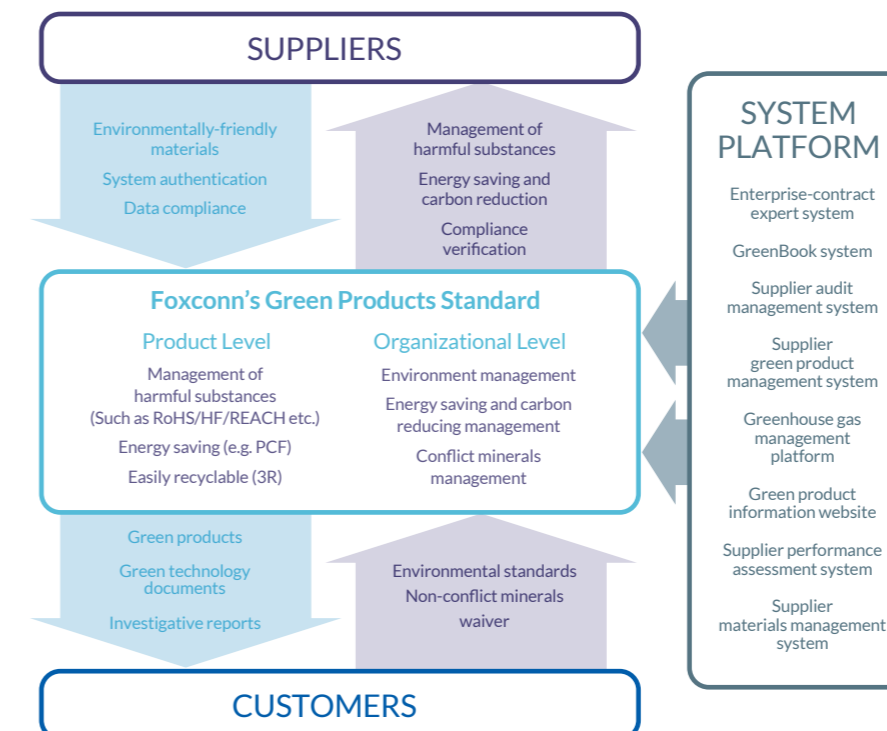 SUPPLIERS
Environmentally-friendly
materials
System authentication
Data compliance
Management of
harmful substances
Energy saving and
carbon reduction
Compliance
verification
Foxconn's Green Products Standard
Product Level
Management of
harmful substances
(Such as RoHS/HF/REACH etc.)
Energy saving (e.g. PCF)
Easily recyclable (3R)
Organizational Level
Environment management
Energy saving and carbon
reducing management
Conflict minerals
management
Green products
Green technology
documents
Investigative reports
Environmental standards
Non-conflict minerals
waiver
CUSTOMERS
SYSTEM
PLATFORM
Enterprise-contract
expert system
GreenBook system
Supplier audit
management system
Supplier
green product
management system
Greenhouse gas
management
platform
Green product
information website
Supplier performance
assessment system
Supplier
materials management
system